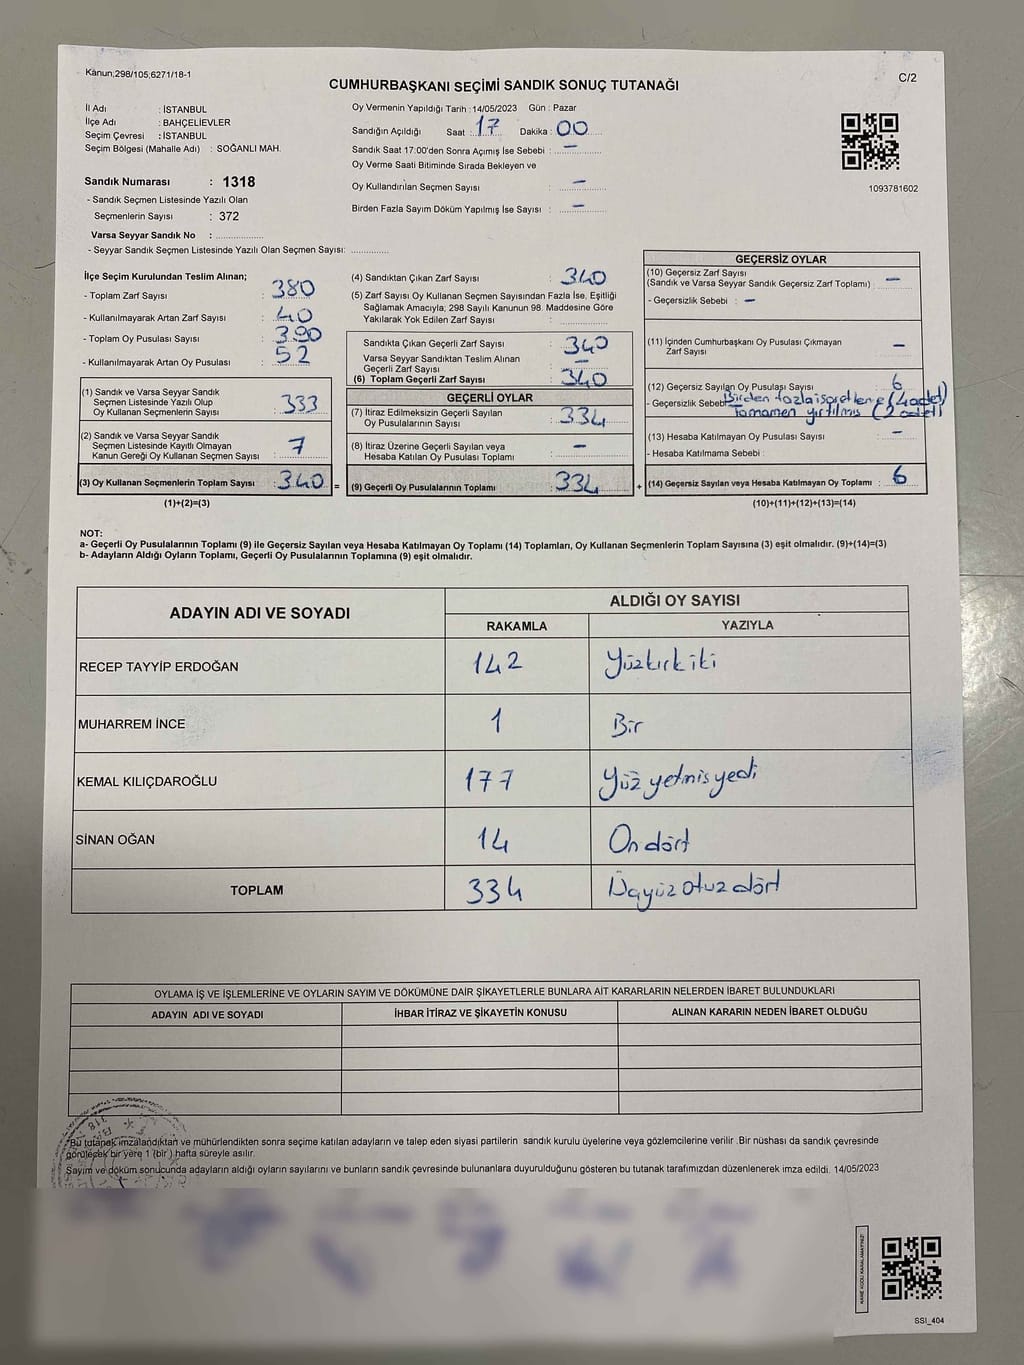 Kanun;298/105,6271/18-1
C/2
CUMHURBAŞKANI SEÇİMİ SANDIK SONUÇ TUTANAĞI
İl Adı : İSTANBUL
İlçe Adı : BAHÇELİEVLER
Seçim Çevresi : İSTANBUL
Seçim Bölgesi (Mahalle Adı) : SOĞANLI MAH.
Sandık Numarası : 1318
- Sandık Seçmen Listesinde Yazılı Olan
Seçmenlerin Sayısı : 372
Varsa Seyyar Sandık No : ....................
- Seyyar Sandık Seçmen Listesinde Yazılı Olan Seçmen Sayısı: ..............
Oy Vermenin Yapıldığı Tarih : 14/05/2023 Gün : Pazar
Sandığın Açıldığı Saat : 17 Dakika : 00
Sandık Saat 17:00'den Sonra Açımış İse Sebebi : —
Oy Verme Saati Bitiminde Sırada Bekleyen ve
Oy Kullandırılan Seçmen Sayısı : —
Birden Fazla Sayım Döküm Yapılmış İse Sayısı : —
1093781602
İlçe Seçim Kurulundan Teslim Alınan;
- Toplam Zarf Sayısı : 380
- Kullanılmayarak Artan Zarf Sayısı : 40
- Toplam Oy Pusulası Sayısı : 390
- Kullanılmayarak Artan Oy Pusulası : 52
(1) Sandık ve Varsa Seyyar Sandık
Seçmen Listesinde Yazılı Olup
Oy Kullanan Seçmenlerin Sayısı : 333
(2) Sandık ve Varsa Seyyar Sandık
Seçmen Listesinde Kayıtlı Olmayan
Kanun Gereği Oy Kullanan Seçmen Sayısı : 7
(3) Oy Kullanan Seçmenlerin Toplam Sayısı : 340 =
(1)+(2)=(3)
(4) Sandıktan Çıkan Zarf Sayısı : 340
(5) Zarf Sayısı Oy Kullanan Seçmen Sayısından Fazla İse, Eşitliği
Sağlamak Amacıyla; 298 Sayılı Kanunun 98. Maddesine Göre
Yakılarak Yok Edilen Zarf Sayısı : ...............
Sandıkta Çıkan Geçerli Zarf Sayısı : 340
Varsa Seyyar Sandıktan Teslim Alınan
Geçerli Zarf Sayısı : —
(6) Toplam Geçerli Zarf Sayısı : 340
GEÇERLİ OYLAR
(7) İtiraz Edilmeksizin Geçerli Sayılan
Oy Pusulasının Sayısı : 334
(8) İtiraz Üzerine Geçerli Sayılan veya
Hesaba Katılan Oy Pusulası Toplamı : —
(9) Geçerli Oy Pusulalarının Toplamı : 334 +
GEÇERSİZ OYLAR
(10) Geçersiz Zarf Sayısı
(Sandık ve Varsa Seyyar Sandık Geçersiz Zarf Toplamı) : —
- Geçersizlik Sebebi : —
(11) İçinden Cumhurbaşkanı Oy Pusulası Çıkmayan
Zarf Sayısı : —
(12) Geçersiz Sayılan Oy Pusulası Sayısı : 6
- Geçersizlik Sebebi Birden fazla işaretleme (4 adet)
Tamamen yırtılmış (2 adet)
(13) Hesaba Katılmayan Oy Pusulası Sayısı : —
- Hesaba Katılmama Sebebi :
(14) Geçersiz Sayılan veya Hesaba Katılmayan Oy Toplamı : 6
(10)+(11)+(12)+(13)=(14)
NOT:
a- Geçerli Oy Pusulalarının Toplamı (9) ile Geçersiz Sayılan veya Hesaba Katılmayan Oy Toplamı (14) Toplamları, Oy Kullanan Seçmenlerin Toplam Sayısına (3) eşit olmalıdır. (9)+(14)=(3)
b- Adayların Aldığı Oyların Toplamı, Geçerli Oy Pusulalarının Toplamına (9) eşit olmalıdır.
ADAYIN ADI VE SOYADI
ALDIĞI OY SAYISI
RAKAMLA YAZIYLA
RECEP TAYYİP ERDOĞAN 142 Yüzkırkiki
MUHARREM İNCE 1 Bir
KEMAL KILIÇDAROĞLU 177 Yüz yetmişyedi
SİNAN OĞAN 14 On dört
TOPLAM 334 Üçyüz otuz dört
OYLAMA İŞ VE İŞLEMLERİNE VE OYLARIN SAYIM VE DÖKÜMÜNE DAİR ŞİKAYETLERLE BUNLARA AİT KARARLARIN NELERDEN İBARET BULUNDUKLARI
ADAYIN ADI VE SOYADI İHBAR İTİRAZ VE ŞİKAYETİN KONUSU ALINAN KARARIN NEDEN İBARET OLDUĞU
"Bu tutanak imzalandıktan ve mühürlendikten sonra seçime katılan adayların ve talep eden siyasi partilerin sandık kurulu üyelerine veya gözlemcilerine verilir .Bir nüshası da sandık çevresinde
görülecek bir yere 1 (bir ) hafta süreyle asılır.
Sayım ve döküm sonucunda adayların aldığı oyların sayılarını ve bunların sandık çevresinde bulunanlara duyurulduğunu gösteren bu tutanak tarafımızdan düzenlenerek imza edildi. 14/05/2023
KARE KODU KARALAMAYINIZ!
SSI_404